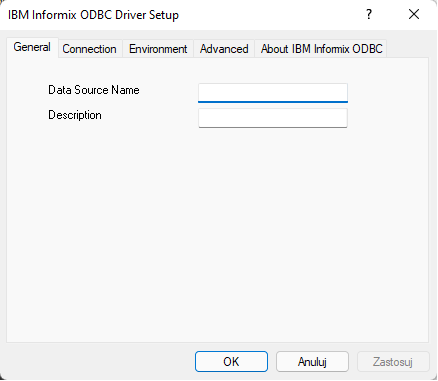 IBM Informix ODBC Driver Setup ?
General Connection Environment Advanced About IBM Informix ODBC
Data Source Name
Description
OK Anuluj Zastosuj